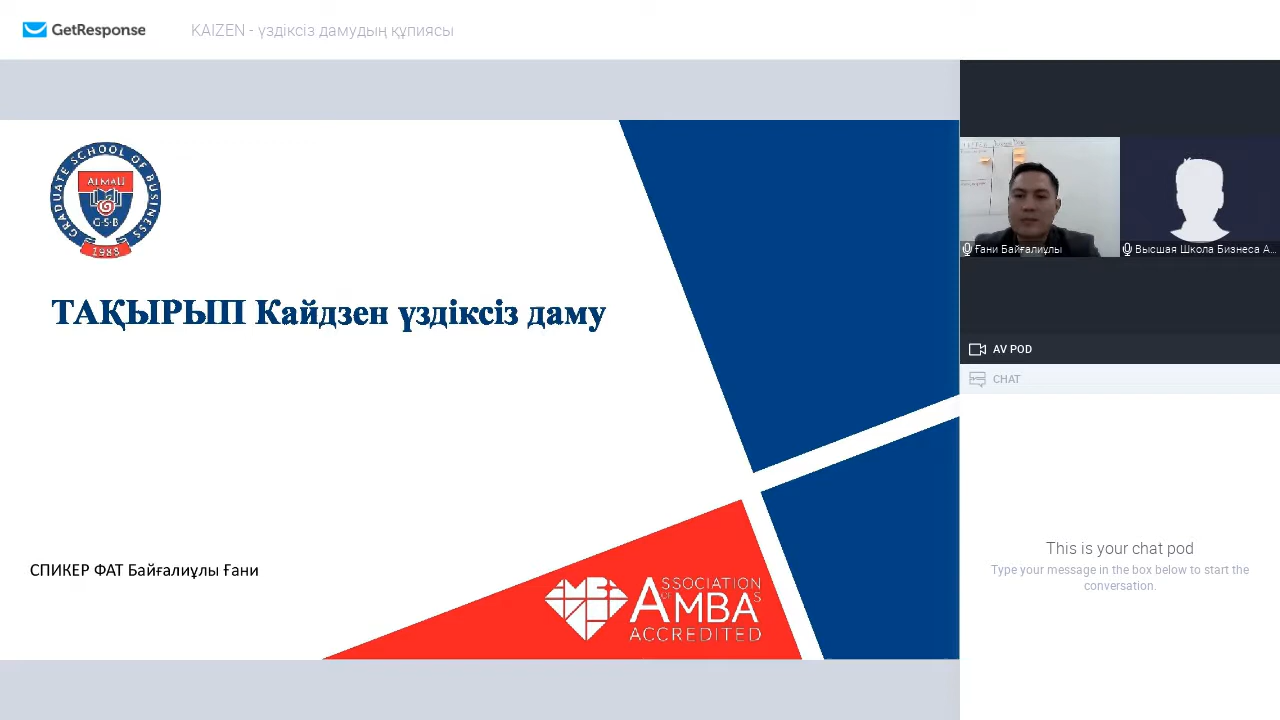 GetResponse
KAIZEN - үздіксіз дамудың құпиясы
GRADUATE SCHOOL OF BUSINESS
ALMAU
G·S·B
1988
ТАҚЫРЫП Кайдзен үздіксіз даму
СПИКЕР ФАТ Байғалиұлы Ғани
ASSOCIATION
OF MBAS
ACCREDITED
Ғани Байғалиұлы
Высшая Школа Бизнеса А...
AV POD
CHAT
This is your chat pod
Type your message in the box below to start the
conversation.